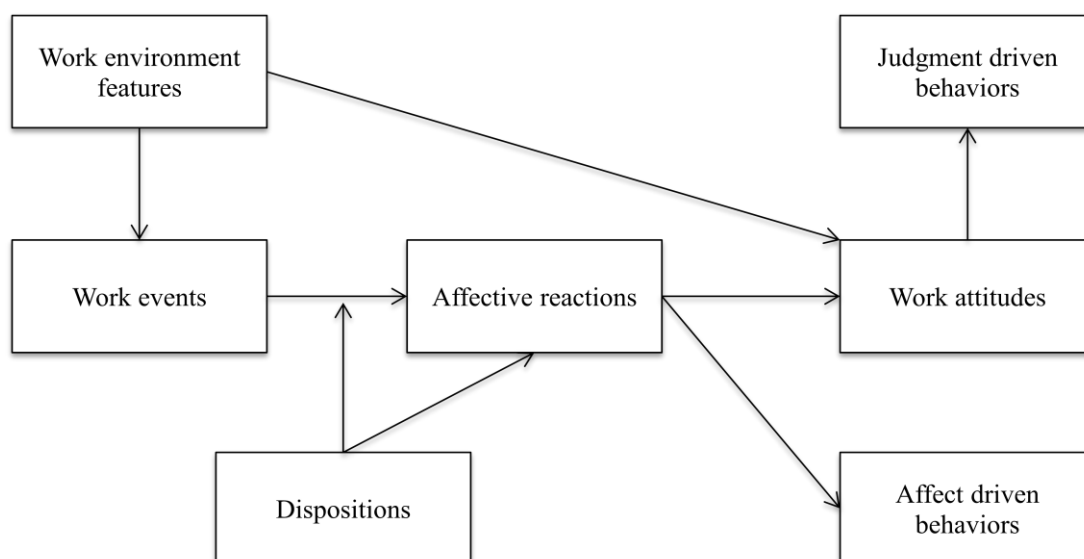 Work environment
features
Judgment driven
behaviors
Work events
Affective reactions
Work attitudes
Dispositions
Affect driven
behaviors